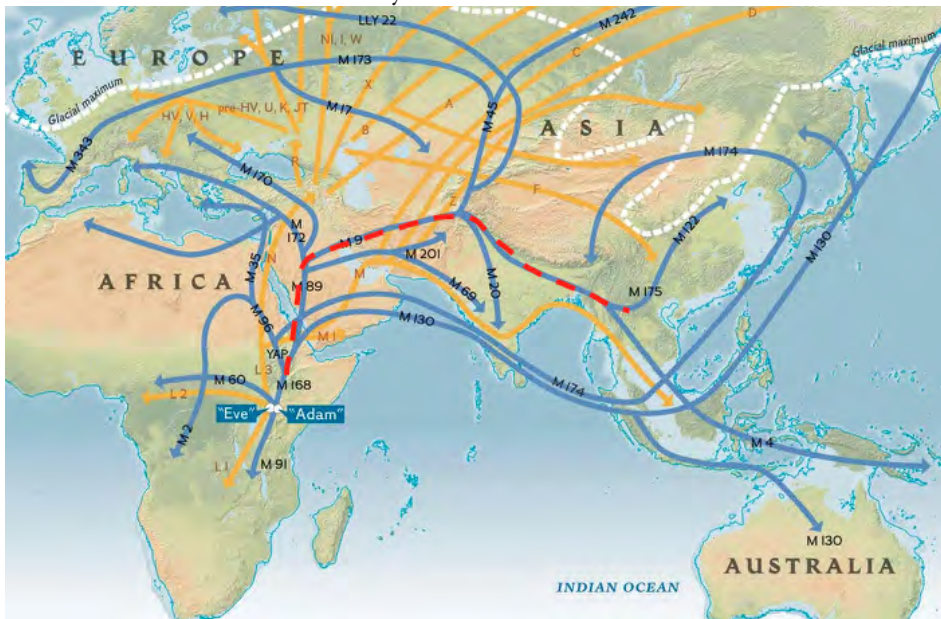 LLY 22
M 242
D
NI, I, W
C
EUROPE
M 173
Glacial maximum
Glacial maximum
X
M 45
M 17
A
HV, V, H
pre-HV, U, K, JT
B
ASIA
M 343
R
M 174
M 170
F
Z
M 122
M 130
M 172
M 9
M 201
M 35
N
M
M 20
AFRICA
M 89
M 69
M 175
M 96
M 130
M 1
YAP
L 3
M 60
M 168
M 174
L 2
"Eve"
"Adam"
M 2
M 4
L 1
M 91
M 130
AUSTRALIA
INDIAN OCEAN